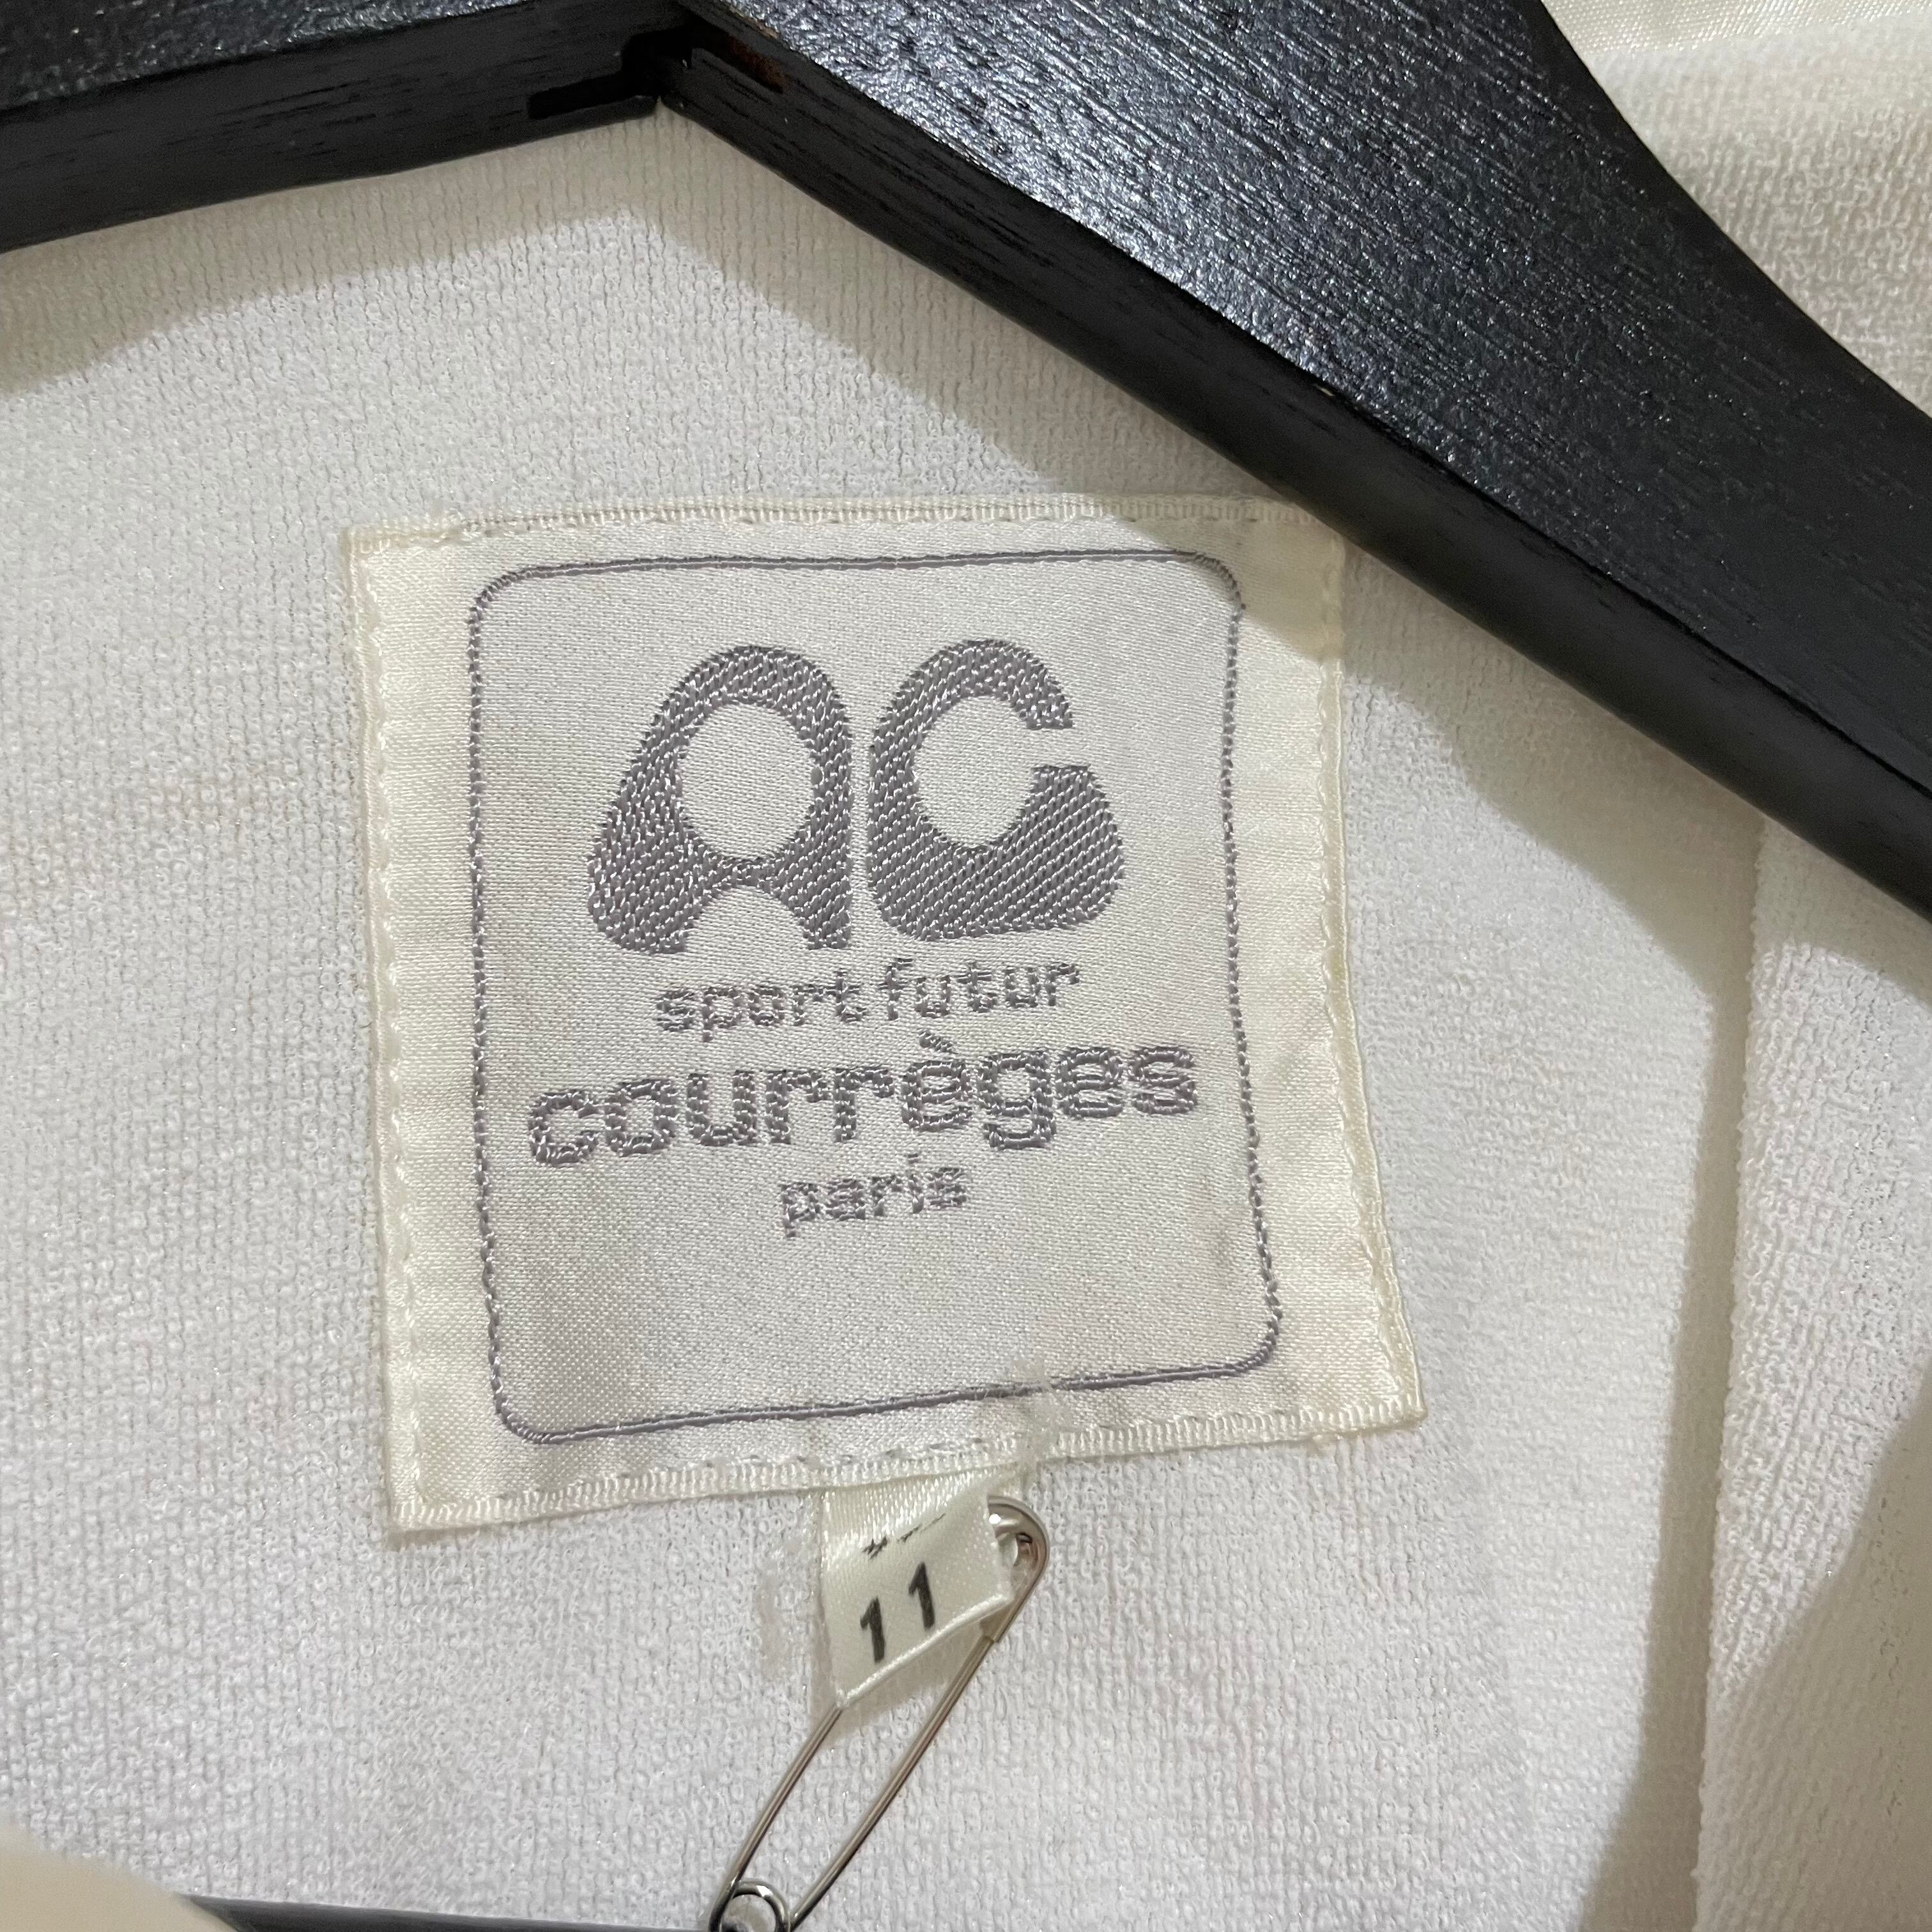 AC
sport futur
courrèges
paris
11